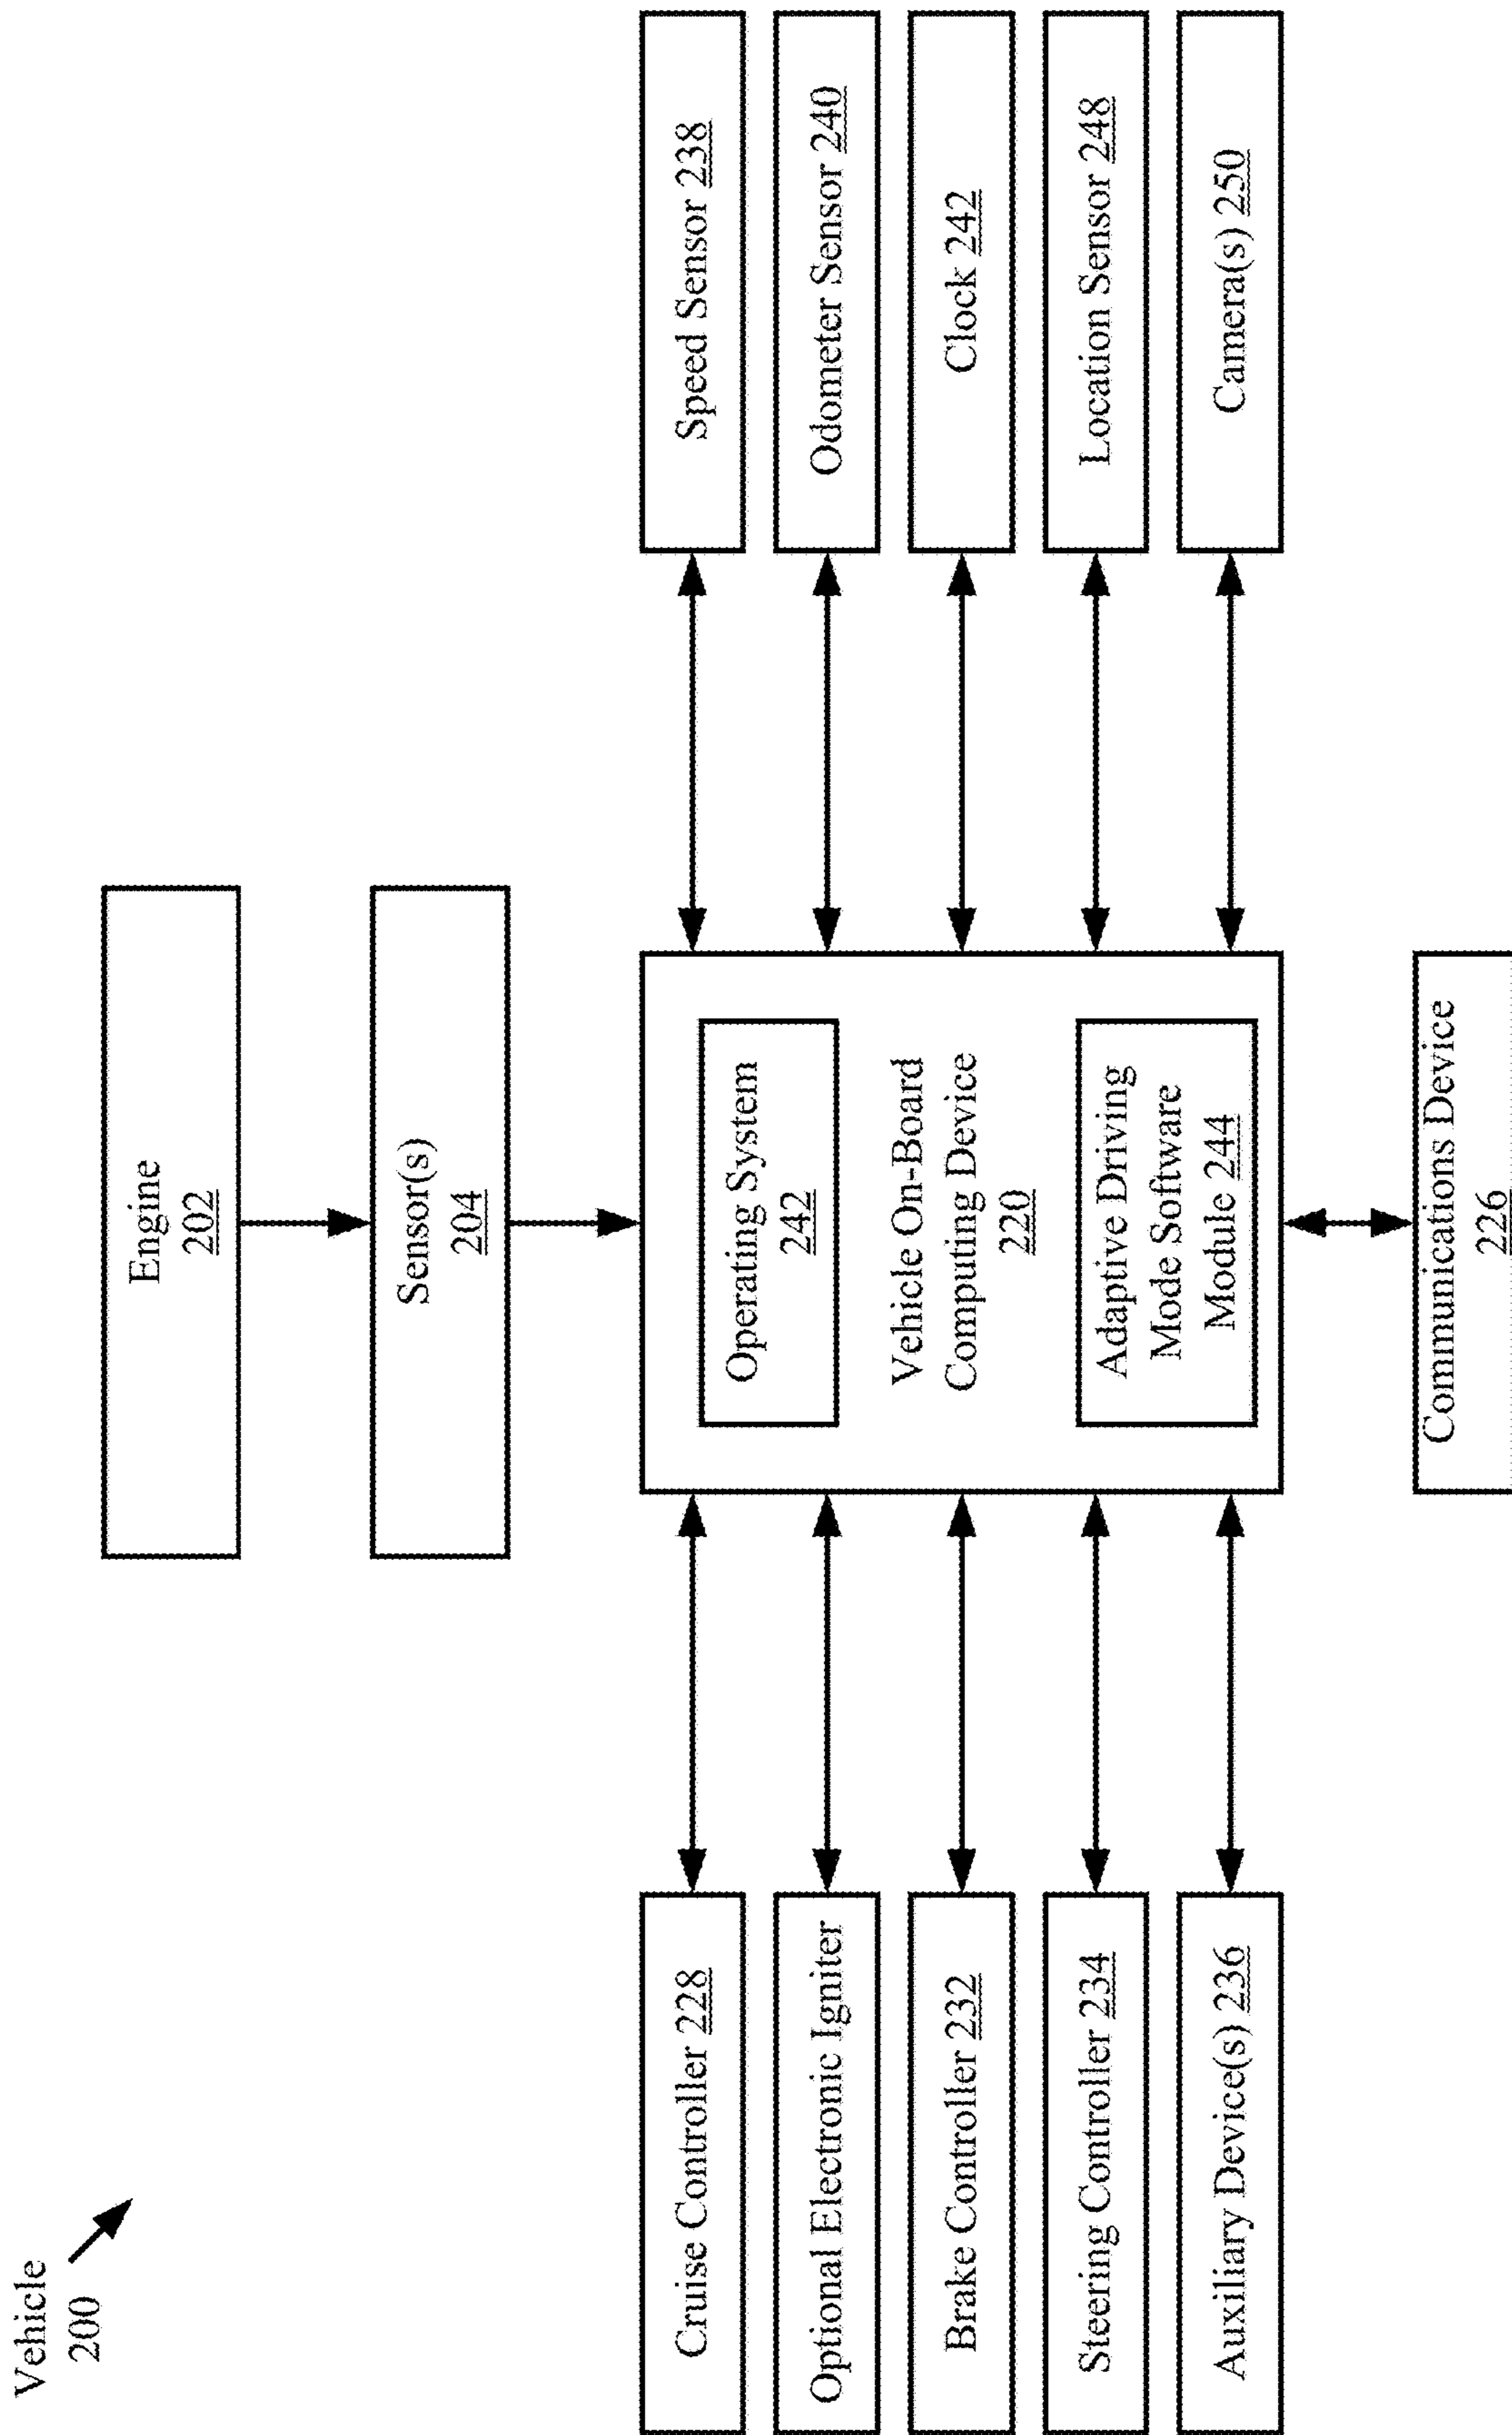 Vehicle
200
Engine
202
Sensor(s)
204
Cruise Controller 228
Optional Electronic Igniter
Brake Controller 232
Steering Controller 234
Auxiliary Device(s) 236
Operating System
242
Vehicle On-Board
Computing Device
220
Adaptive Driving
Mode Software
Module 244
Speed Sensor 238
Odometer Sensor 240
Clock 242
Location Sensor 248
Camera(s) 250
Communications Device
226